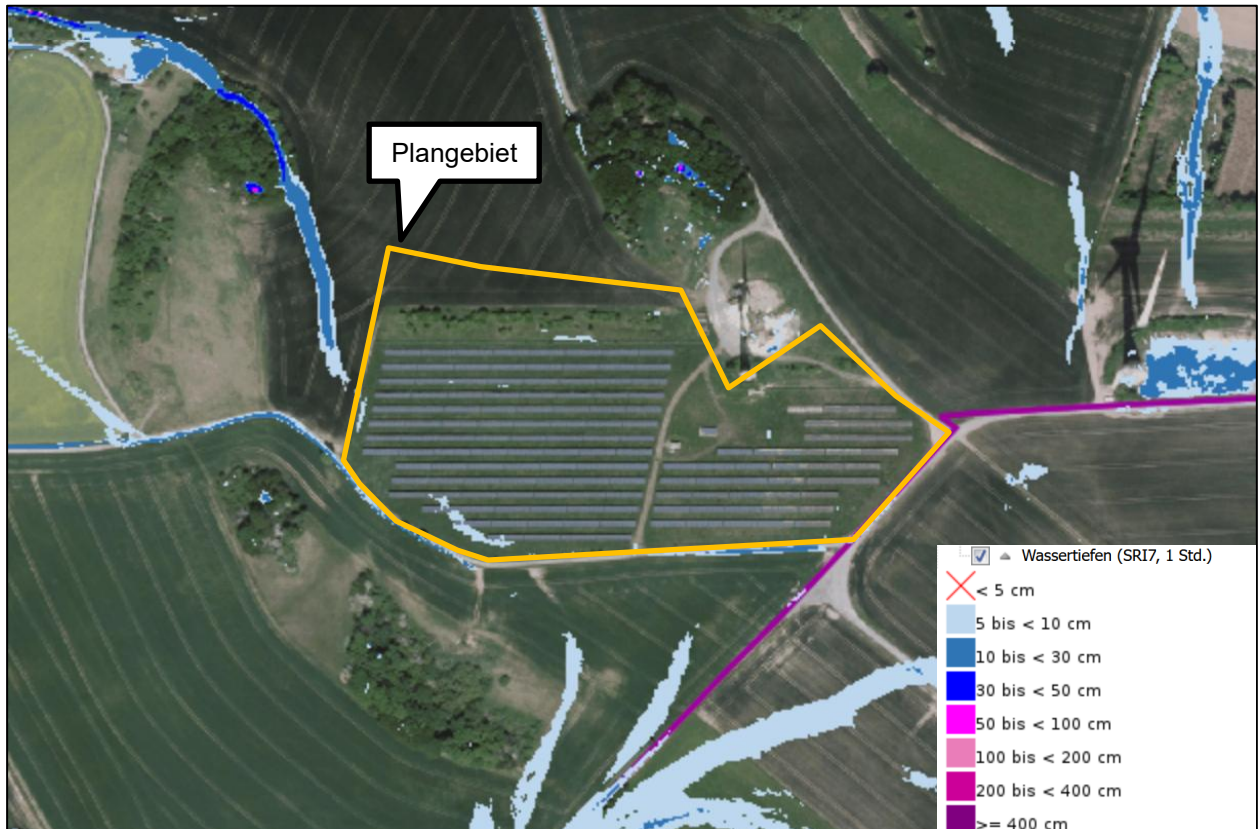 Plangebiet
Wassertiefen (SRI7, 1 Std.)
< 5 cm
5 bis < 10 cm
10 bis < 30 cm
30 bis < 50 cm
50 bis < 100 cm
100 bis < 200 cm
200 bis < 400 cm
>= 400 cm